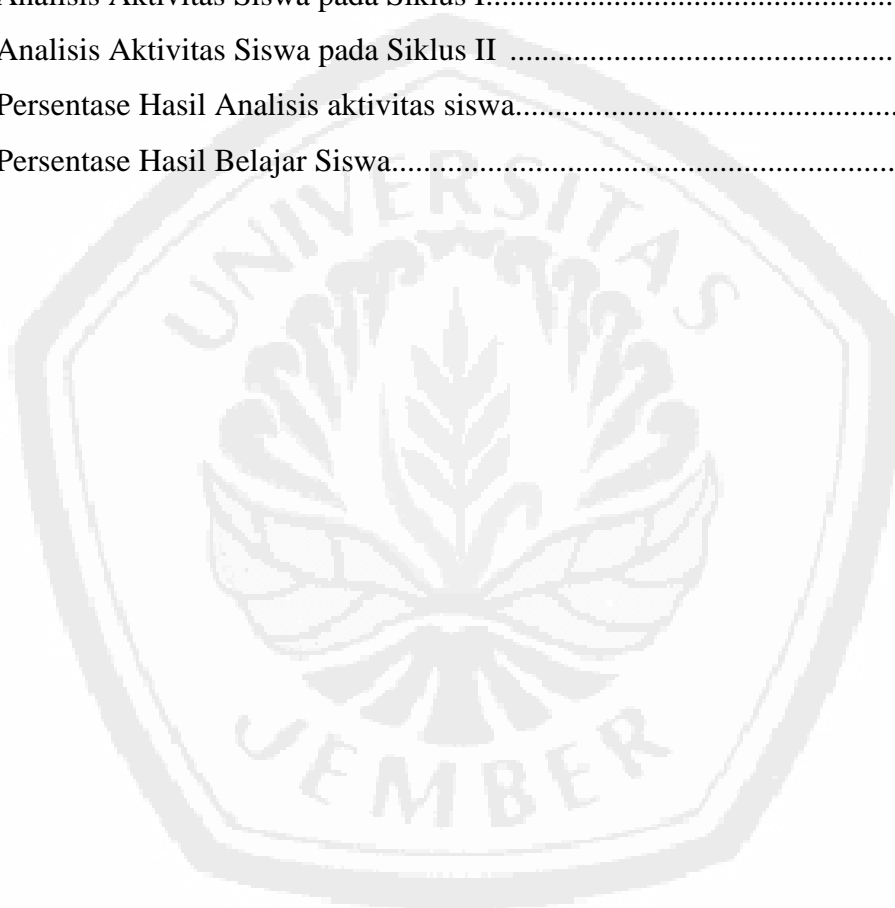 Analisis Aktivitas Siswa pada Siklus I..........................................................
Analisis Aktivitas Siswa pada Siklus II ......................................................
Persentase Hasil Analisis aktivitas siswa......................................................
Persentase Hasil Belajar Siswa....................................................................
UNIVERSITAS
JEMBER